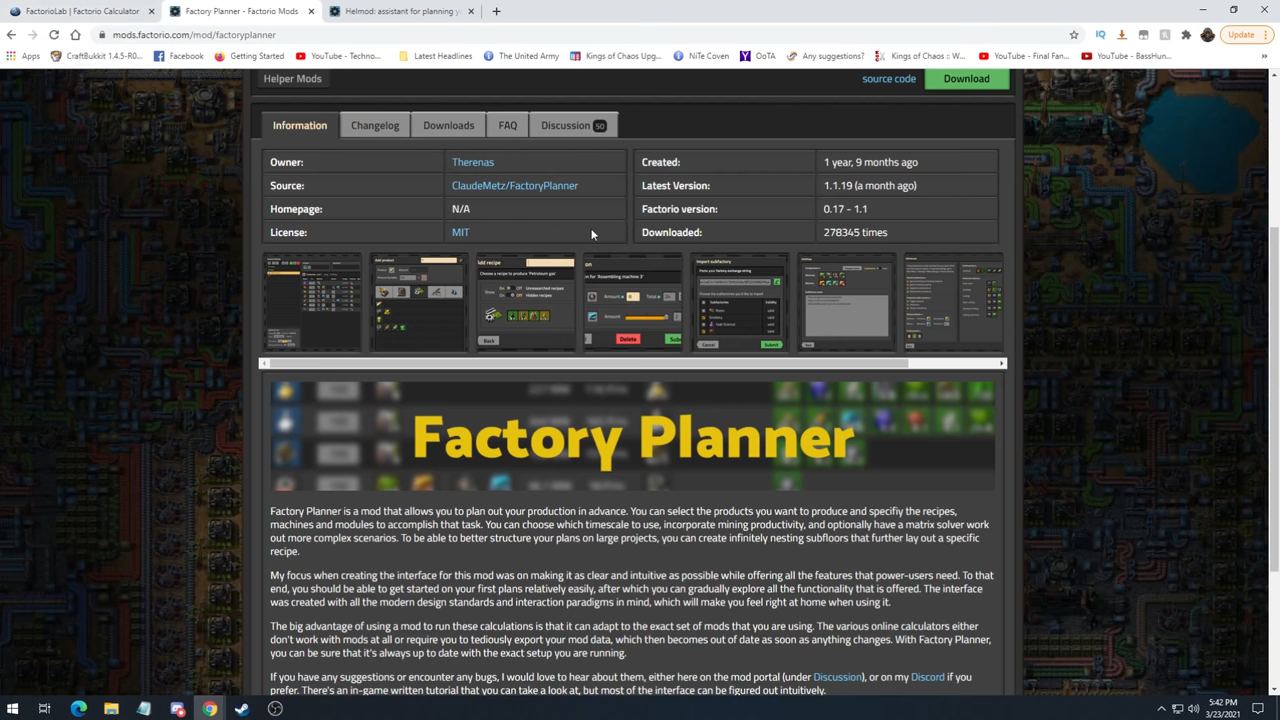 FactorioLab | Factorio Calculator
Factory Planner - Factorio Mods
Helmod: assistant for planning y
mods.factorio.com/mod/factoryplanner
Update
Apps
CraftBukkit 1.4.5-R0...
Facebook
Getting Started
YouTube - Techno...
Latest Headlines
The United Army
Kings of Chaos Upg...
NiTe Coven
OoTA
Any suggestions?
Kings of Chaos :: W...
YouTube - Final Fan...
YouTube - BassHun...
Helper Mods
source code
Download
Information
Changelog
Downloads
FAQ
Discussion 50
Owner: Therenas
Created: 1 year, 9 months ago
Source: ClaudeMetz/FactoryPlanner
Latest Version: 1.1.19 (a month ago)
Homepage: N/A
Factorio version: 0.17 - 1.1
License: MIT
Downloaded: 278345 times
Factory Planner
Factory Planner is a mod that allows you to plan out your production in advance. You can select the products you want to produce and specifiy the recipes,
machines and modules to accomplish that task. You can choose which timescale to use, incorporate mining productivity, and optionally have a matrix solver work
out more complex scenarios. To be able to better structure your plans on large projects, you can create infinitely nesting subfloors that further lay out a specific
recipe.
My focus when creating the interface for this mod was on making it as clear and intuitive as possible while offering all the features that power-users need. To that
end, you should be able to get started on your first plans relatively easily, after which you can gradually explore all the functionality that is offered. The interface
was created with all the modern design standards and interaction paradigms in mind, which will make you feel right at home when using it.
The big advantage of using a mod to run these calculations is that it can adapt to the exact set of mods that you are using. The various online calculators either
don't work with mods at all or require you to tediously export your mod data, which then becomes out of date as soon as anything changes. With Factory Planner,
you can be sure that it's always up to date with the exact setup you are running.
If you have any suggestions or encounter any bugs, I would love to hear about them, either here on the mod portal (under Discussion), or on my Discord if you
prefer. There's an in-game written tutorial that you can take a look at, but most of the interface can be figured out intuitively.
5:42 PM
3/23/2021